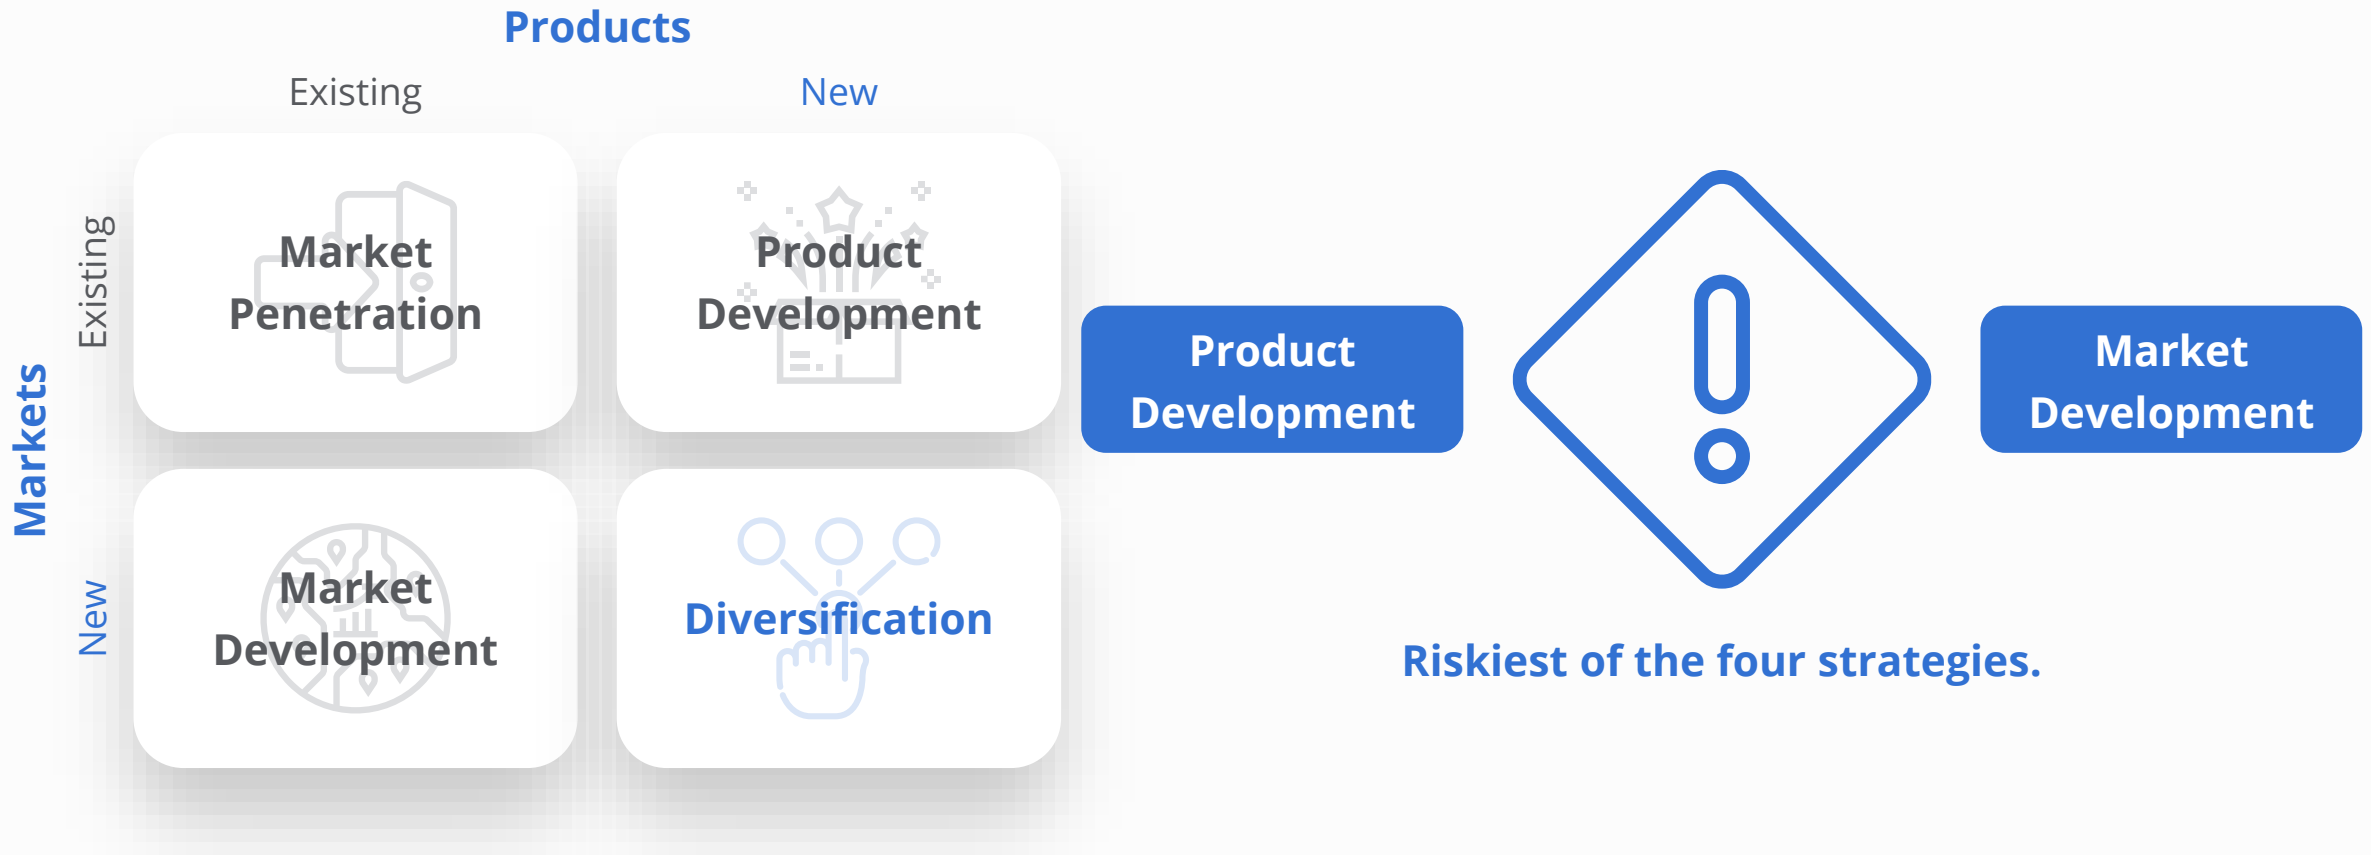 Products
Existing
New
Markets
Existing
New
Market
Penetration
Product
Development
Market
Development
Diversification
Product
Development
Market
Development
Riskiest of the four strategies.